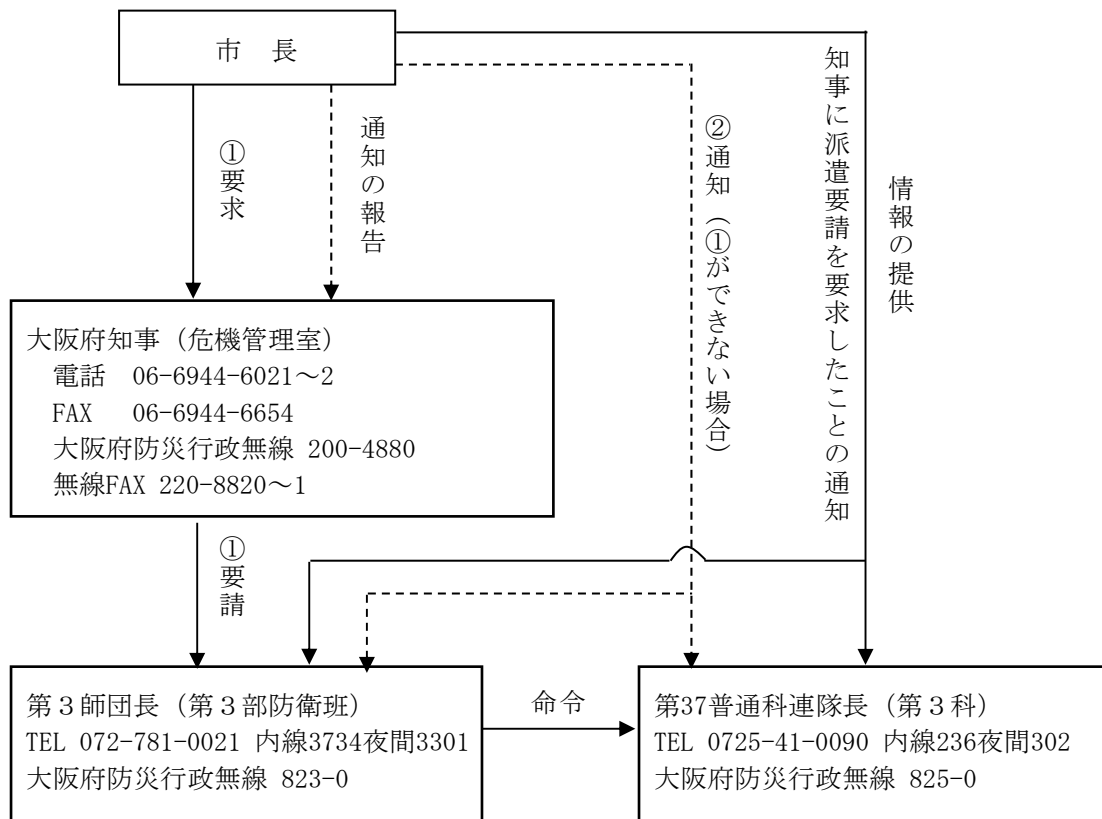 市　長
①要求
通知の報告
②通知（①ができない場合）
知事に派遣要請を要求したことの通知
情報の提供
大阪府知事（危機管理室）
電話　06-6944-6021～2
FAX　06-6944-6654
大阪府防災行政無線 200-4880
無線FAX 220-8820～1
①要請
第３師団長（第３部防衛班）
TEL 072-781-0021 内線3734夜間3301
大阪府防災行政無線 823-0
命令
第37普通科連隊長（第３科）
TEL 0725-41-0090 内線236夜間302
大阪府防災行政無線 825-0